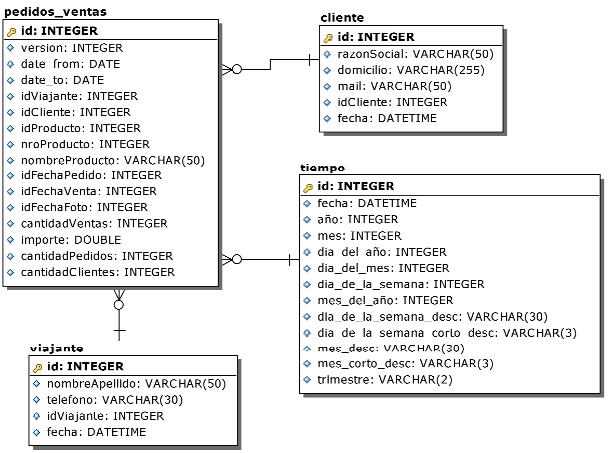 pedidos_ventas
id: INTEGER
version: INTEGER
date_from: DATE
date_to: DATE
idViajante: INTEGER
idCliente: INTEGER
idProducto: INTEGER
nroProducto: INTEGER
nombreProducto: VARCHAR(50)
idFechaPedido: INTEGER
idFechaVenta: INTEGER
idFechaFoto: INTEGER
cantidadVentas: INTEGER
importe: DOUBLE
cantidadPedidos: INTEGER
cantidadClientes: INTEGER
cliente
id: INTEGER
razonSocial: VARCHAR(50)
domicilio: VARCHAR(255)
mail: VARCHAR(50)
idCliente: INTEGER
fecha: DATETIME
tiempo
id: INTEGER
fecha: DATETIME
año: INTEGER
mes: INTEGER
dia_del_año: INTEGER
dia_del_mes: INTEGER
dia_de_la_semana: INTEGER
mes_del_año: INTEGER
dia_de_la_semana_desc: VARCHAR(30)
dia_de_la_semana_corto_desc: VARCHAR(3)
mes_desc: VARCHAR(30)
mes_corto_desc: VARCHAR(3)
trimestre: VARCHAR(2)
viajante
id: INTEGER
nombreApellido: VARCHAR(50)
telefono: VARCHAR(30)
idViajante: INTEGER
fecha: DATETIME